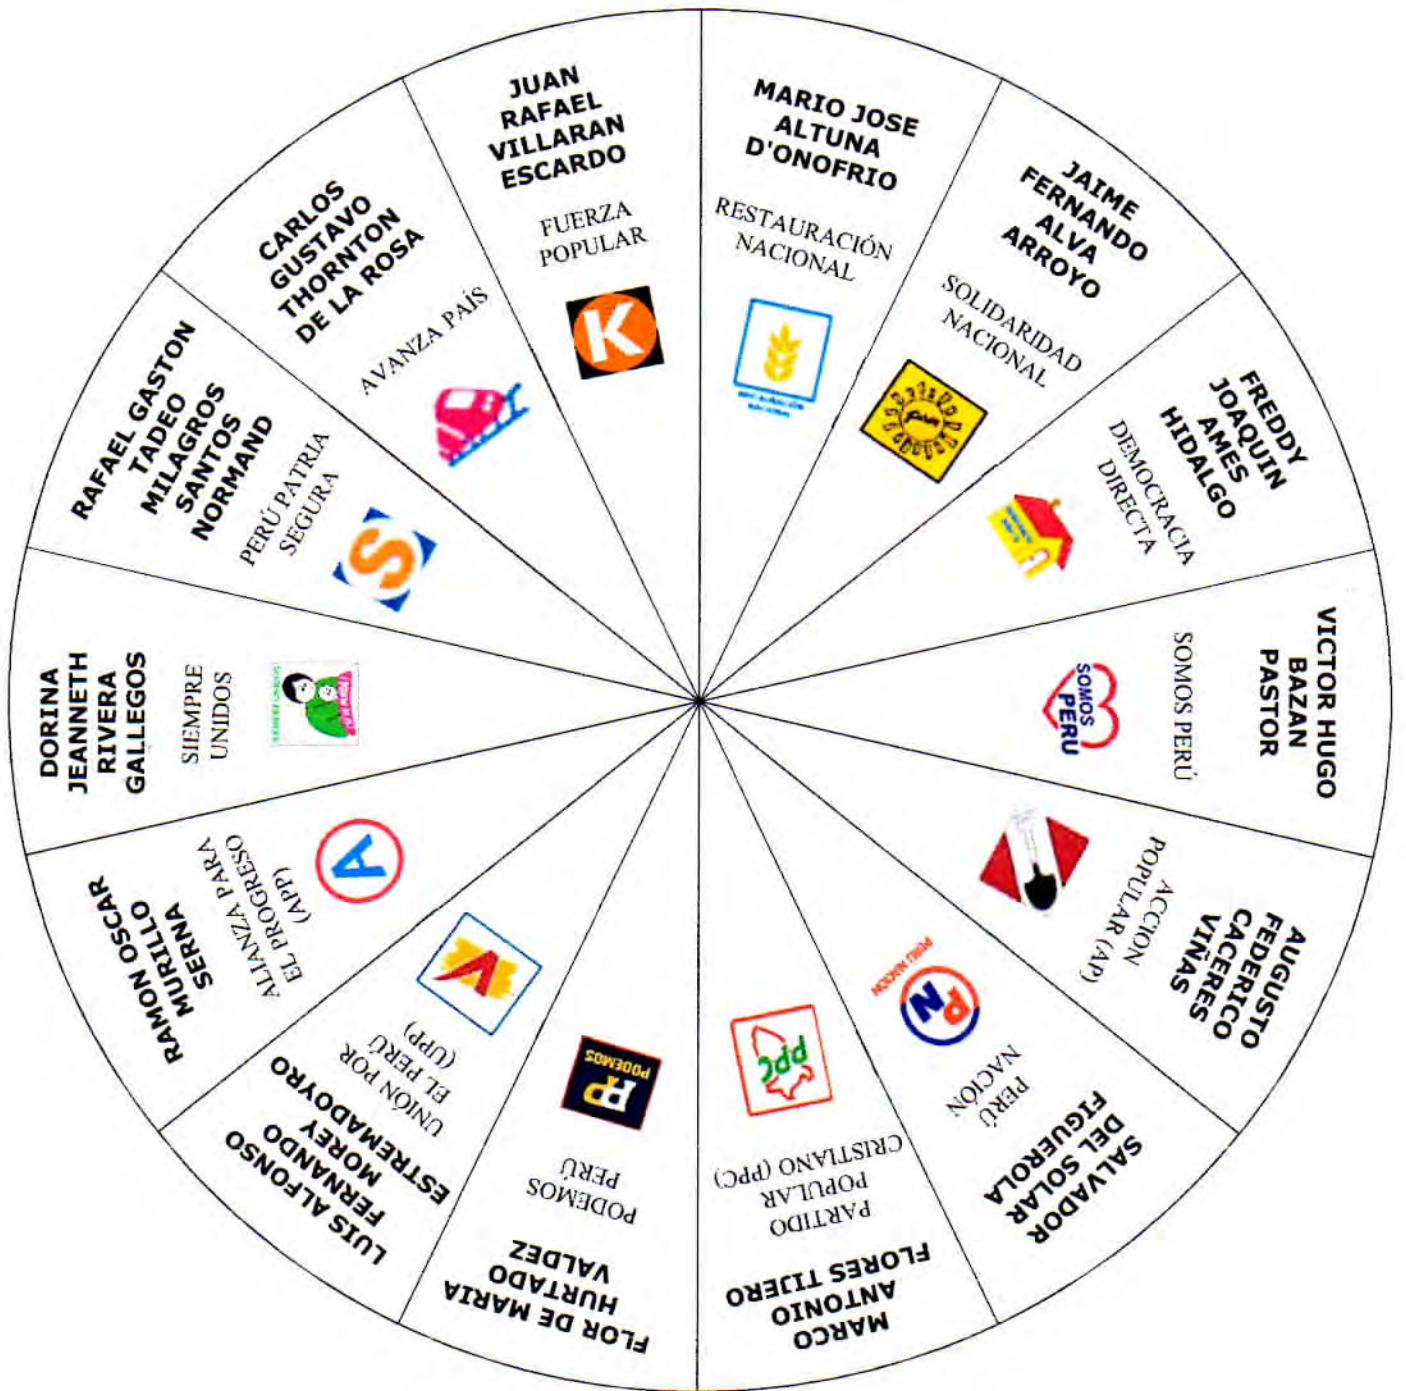 MARIO JOSE
ALTUNA
D'ONOFRIO
RESTAURACIÓN
NACIONAL
RESTAURACIÓN
NACIONAL
JAIME
FERNANDO
ALVA
ARROYO
SOLIDARIDAD
NACIONAL
FREDDY
JOAQUIN
AMES
HIDALGO
DEMOCRACIA
DIRECTA
VICTOR HUGO
BAZAN
PASTOR
SOMOS PERÚ
SOMOS
PERU
AUGUSTO
FEDERICO
CACERES
VIÑAS
ACCION
POPULAR (AP)
SALVADOR
DEL SOLAR
FIGUEROLA
PERÚ
NACIÓN
PN
PERU NACION
MARCO
ANTONIO
FLORES TIJERO
PARTIDO
POPULAR
CRISTIANO (PPC)
PPC
FLOR DE MARIA
HURTADO
VALDEZ
PODEMOS
PERÚ
PP
PODEMOS
LUIS ALFONSO
FERNANDO
MOREY
ESTREMADOYRO
UNIÓN POR
EL PERÚ
(UPP)
RAMON OSCAR
MURILLO
SERNA
ALIANZA PARA
EL PROGRESO
(APP)
A
DORINA
JEANNETH
RIVERA
GALLEGOS
SIEMPRE
UNIDOS
RAFAEL GASTON
TADEO
MILAGROS
SANTOS
NORMAND
PERÚ PATRIA
SEGURA
S
CARLOS
GUSTAVO
THORNTON
DE LA ROSA
AVANZA PAÍS
JUAN
RAFAEL
VILLARAN
ESCARDO
FUERZA
POPULAR
K